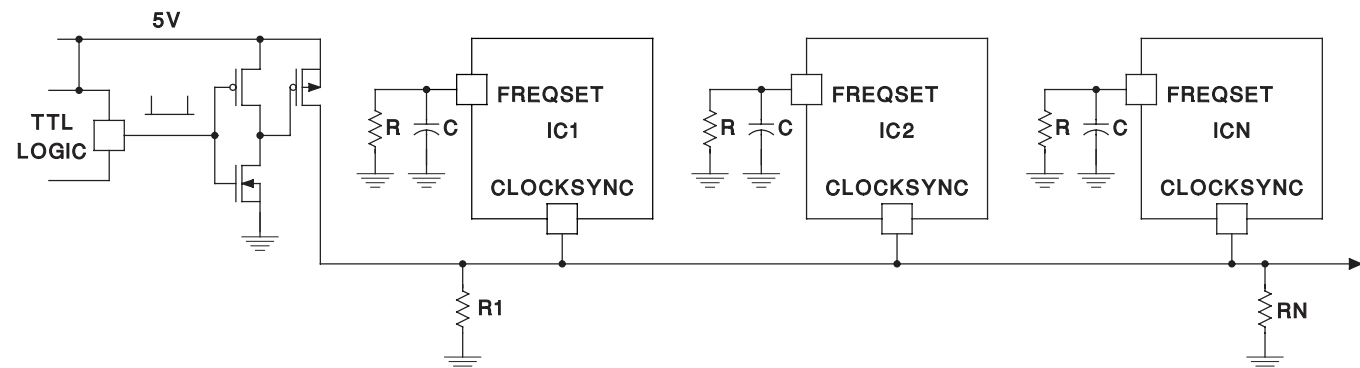 5V
TTL
LOGIC
R
C
FREQSET
IC1
CLOCKSYNC
R
C
FREQSET
IC2
CLOCKSYNC
R
C
FREQSET
ICN
CLOCKSYNC
R1
RN